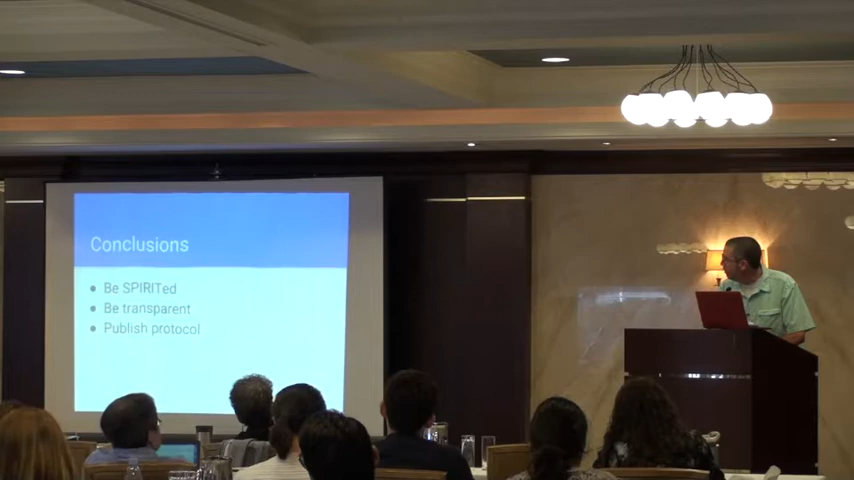 Conclusions
● Be SPIRITed
● Be transparent
● Publish protocol